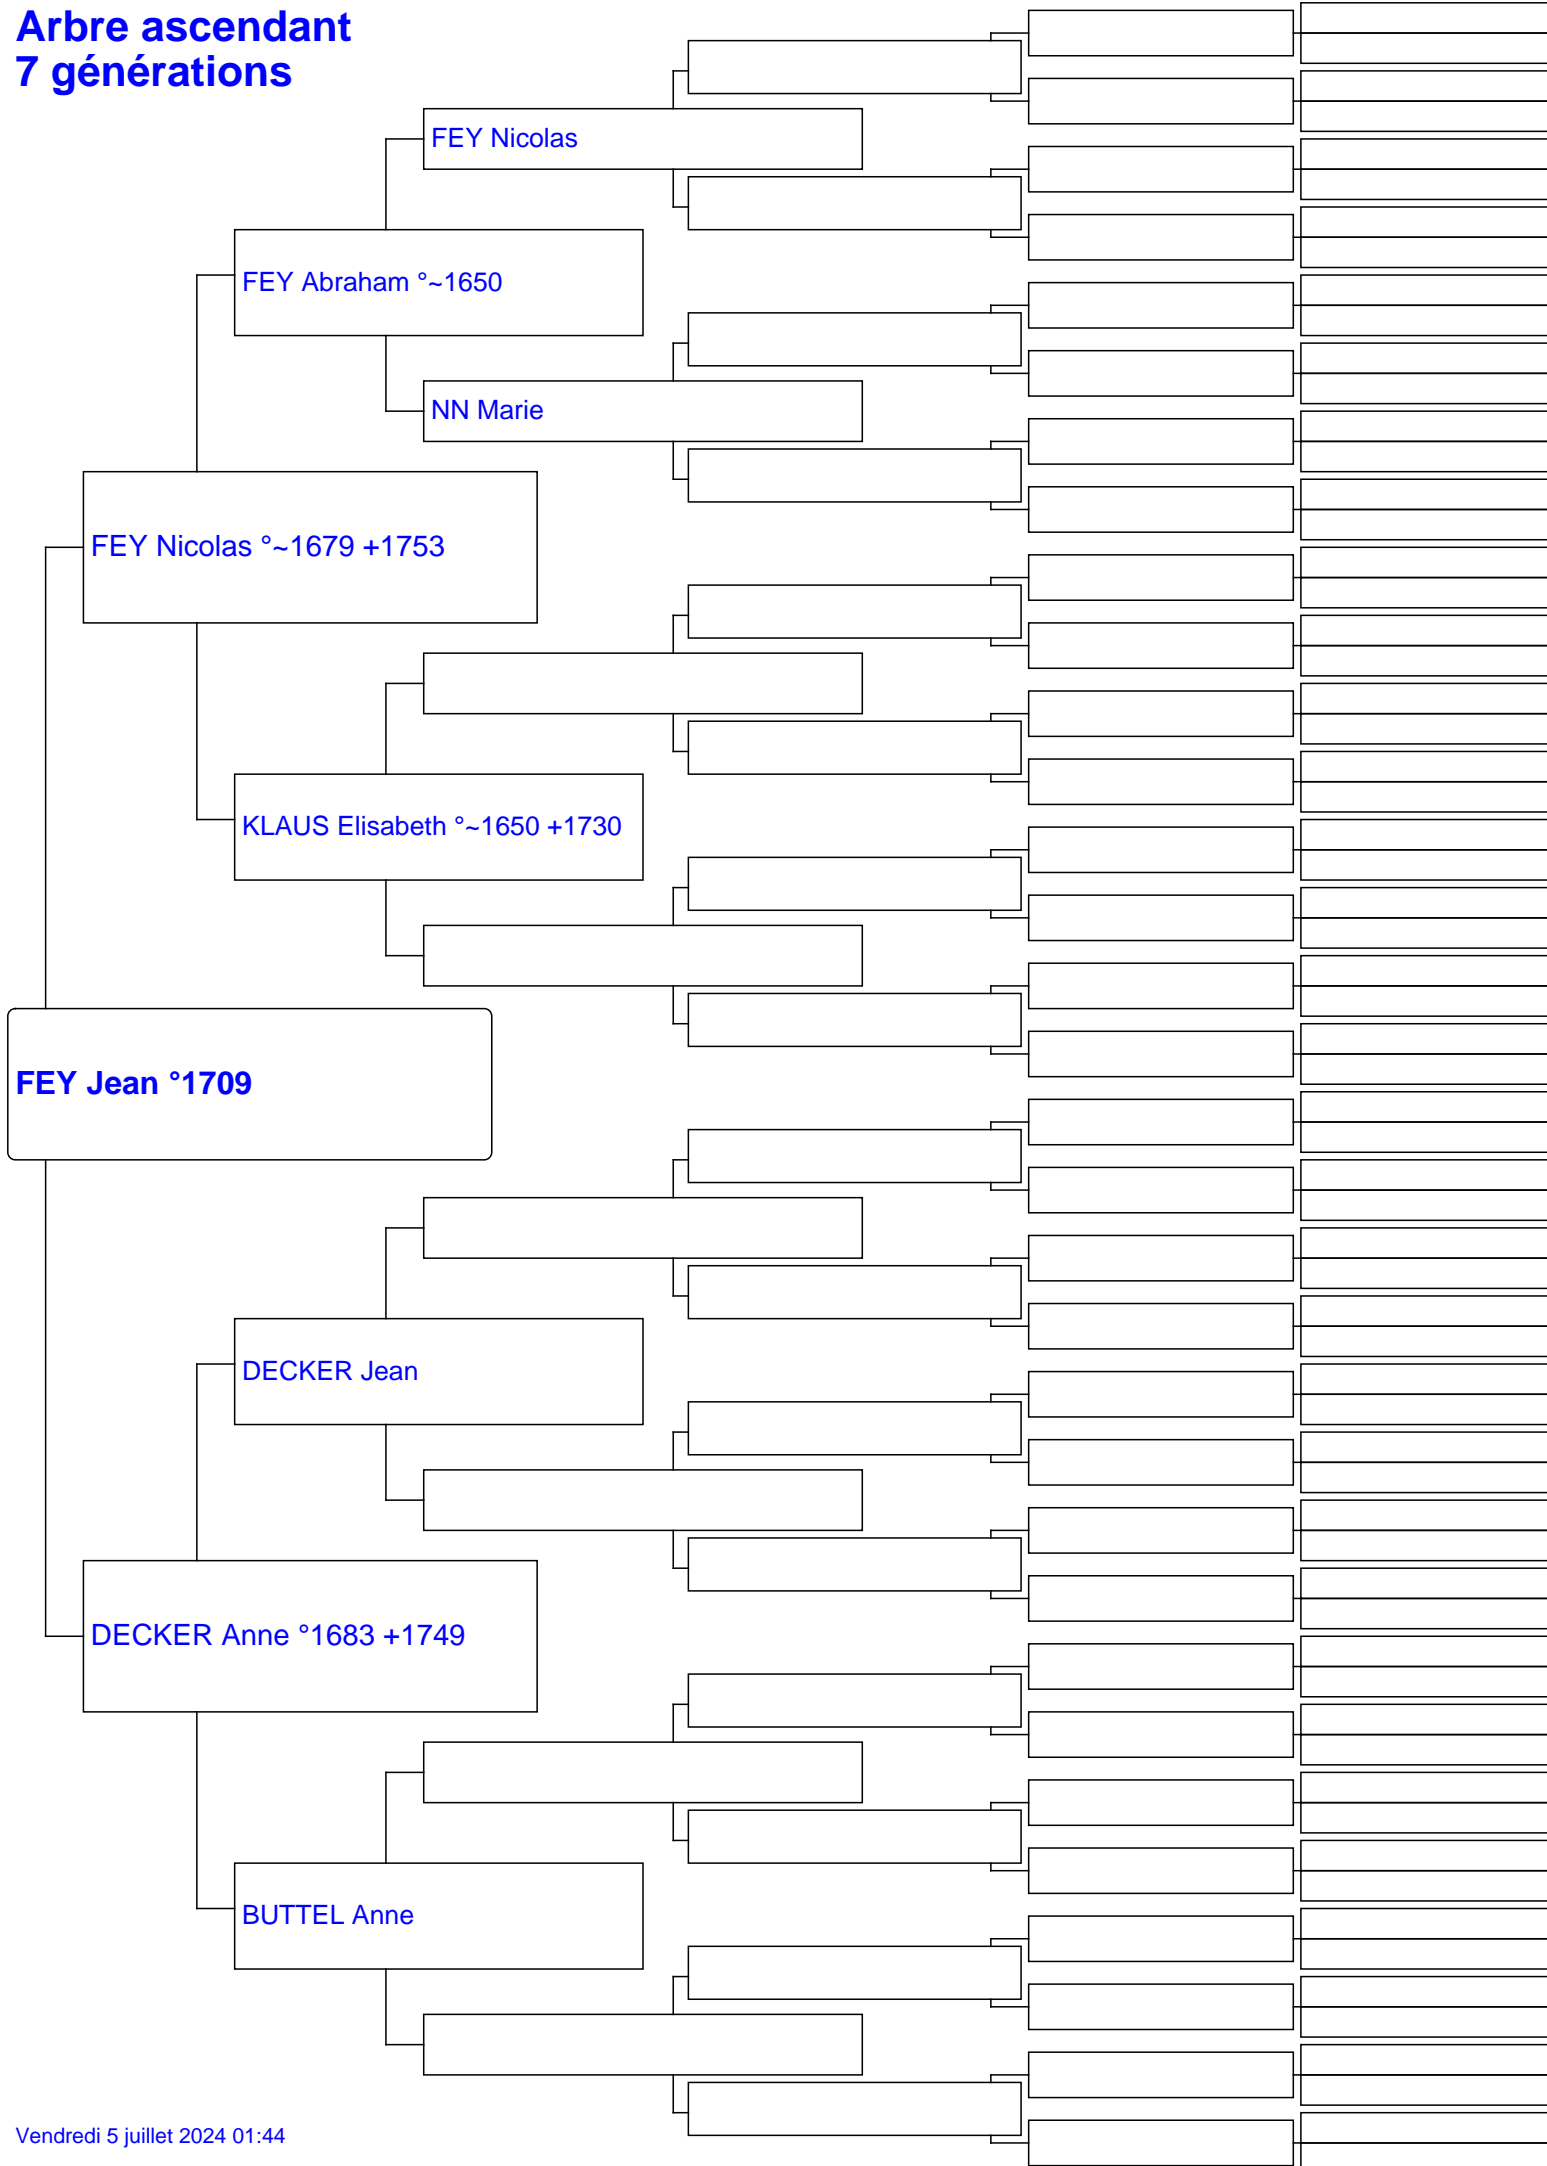 Arbre ascendant
7 générations
FEY Nicolas
FEY Abraham °~1650
NN Marie
FEY Nicolas °~1679 +1753
KLAUS Elisabeth °~1650 +1730
FEY Jean °1709
DECKER Jean
DECKER Anne °1683 +1749
BUTTEL Anne
Vendredi 5 juillet 2024 01:44